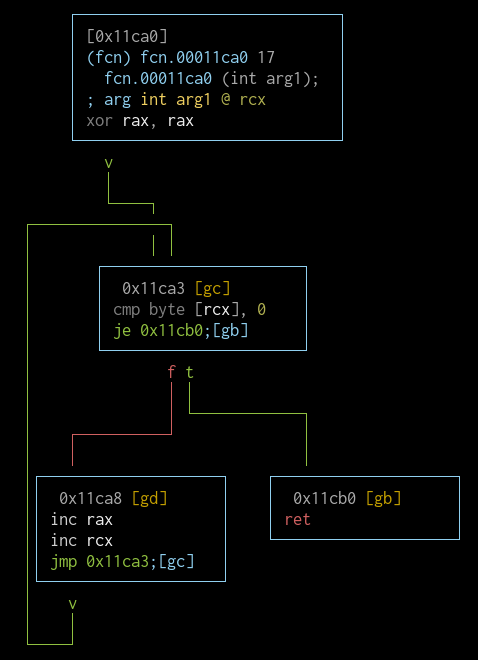 [0x11ca0]
(fcn) fcn.00011ca0 17
fcn.00011ca0 (int arg1);
; arg int arg1 @ rcx
xor rax, rax
v
0x11ca3 [gc]
cmp byte [rcx], 0
je 0x11cb0;[gb]
f t
0x11ca8 [gd]
inc rax
inc rcx
jmp 0x11ca3;[gc]
v
0x11cb0 [gb]
ret